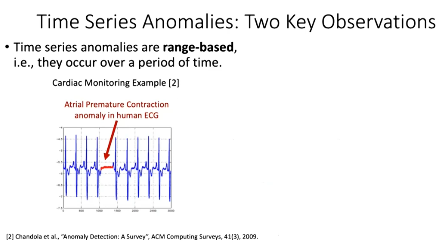 Time Series Anomalies: Two Key Observations
• Time series anomalies are range-based,
i.e., they occur over a period of time.
Cardiac Monitoring Example [2]
Atrial Premature Contraction
anomaly in human ECG
[2] Chandola et al., "Anomaly Detection: A Survey", ACM Computing Surveys, 41(3), 2009.